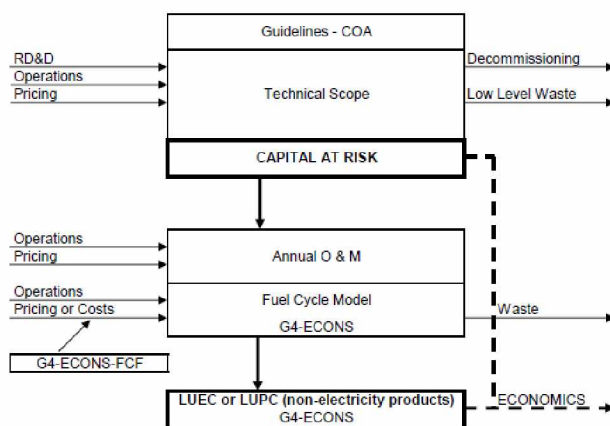 Guidelines - COA
RD&D
Operations
Pricing
Technical Scope
Decommissioning
Low Level Waste
CAPITAL AT RISK
Operations
Pricing
Annual O & M
Operations
Pricing or Costs
Fuel Cycle Model
G4-ECONS
Waste
G4-ECONS-FCF
LUEC or LUPC (non-electricity products)
G4-ECONS
ECONOMICS